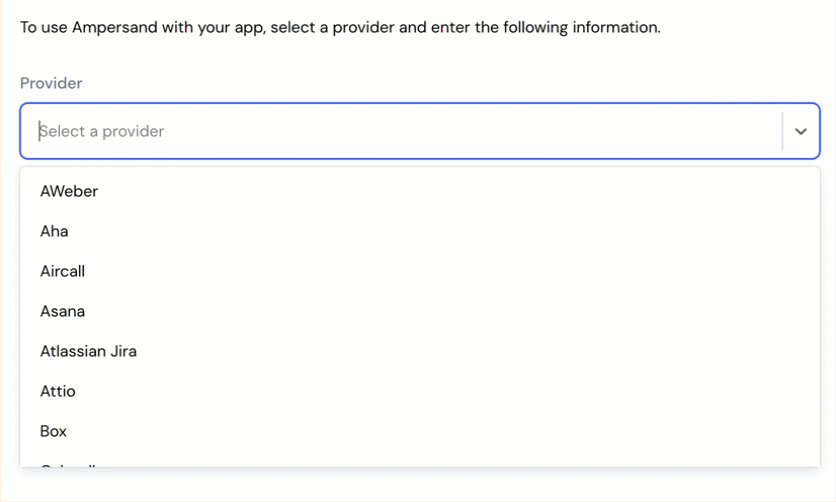 To use Ampersand with your app, select a provider and enter the following information.
Provider
Select a provider
AWeber
Aha
Aircall
Asana
Atlassian Jira
Attio
Box